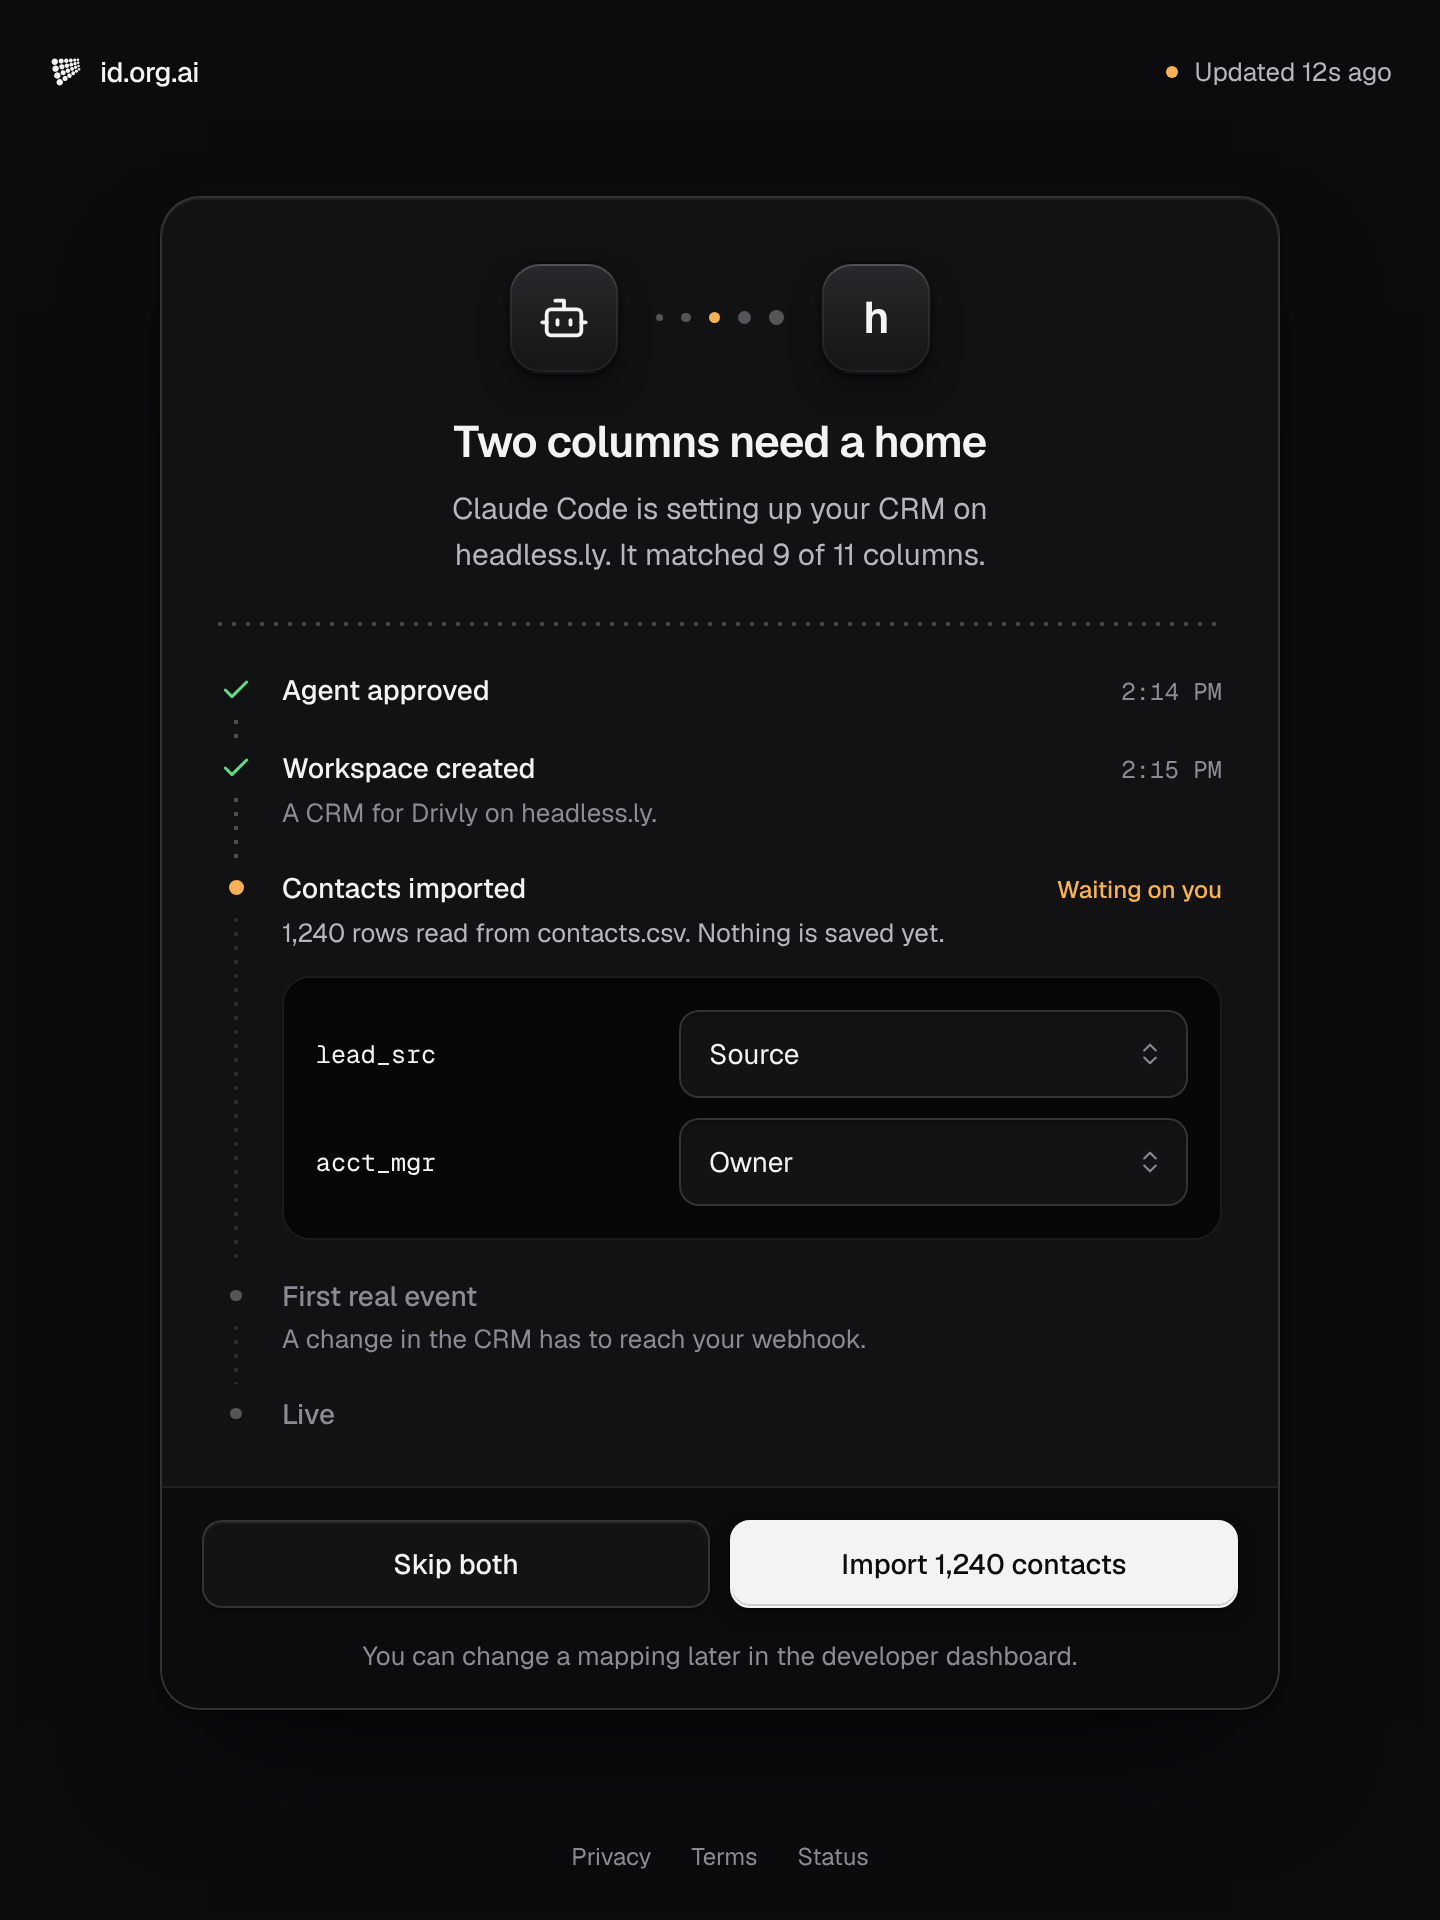 id.org.ai
Updated 12s ago
h
Two columns need a home
Claude Code is setting up your CRM on
headless.ly. It matched 9 of 11 columns.
Agent approved
2:14 PM
Workspace created
2:15 PM
A CRM for Drivly on headless.ly.
Contacts imported
Waiting on you
1,240 rows read from contacts.csv. Nothing is saved yet.
lead_src
Source
acct_mgr
Owner
First real event
A change in the CRM has to reach your webhook.
Live
Skip both
Import 1,240 contacts
You can change a mapping later in the developer dashboard.
Privacy
Terms
Status